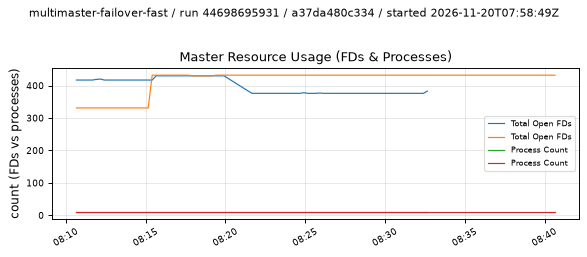 multimaster-failover-fast / run 44698695931 / a37da480c334 / started 2026-11-20T07:58:49Z
Master Resource Usage (FDs & Processes)
count (FDs vs processes)
400
300
200
100
0
Total Open FDs
Total Open FDs
Process Count
Process Count
08:10
08:15
08:20
08:25
08:30
08:35
08:40